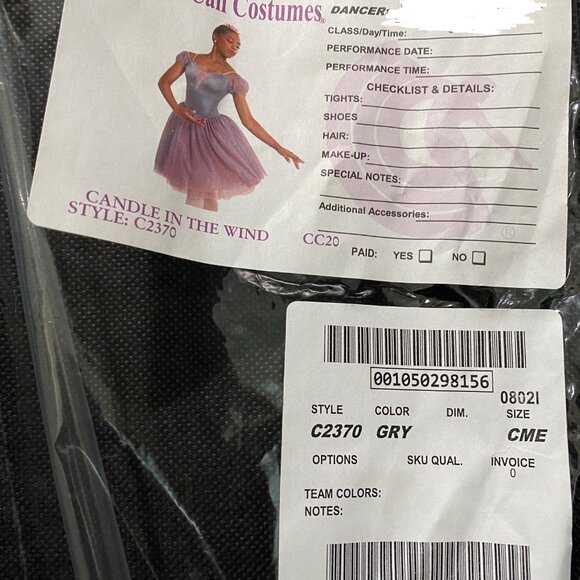 Costumes®
DANCER:
CLASS/Day/Time:
PERFORMANCE DATE:
PERFORMANCE TIME:
CHECKLIST & DETAILS:
TIGHTS:
SHOES
HAIR:
MAKE-UP:
SPECIAL NOTES:
Additional Accessories:
®
CANDLE IN THE WIND
STYLE: C2370
CC20
PAID: YES NO
001050298156
0802I
STYLE COLOR DIM. SIZE
C2370 GRY CME
OPTIONS SKU QUAL. INVOICE
0
TEAM COLORS:
NOTES: